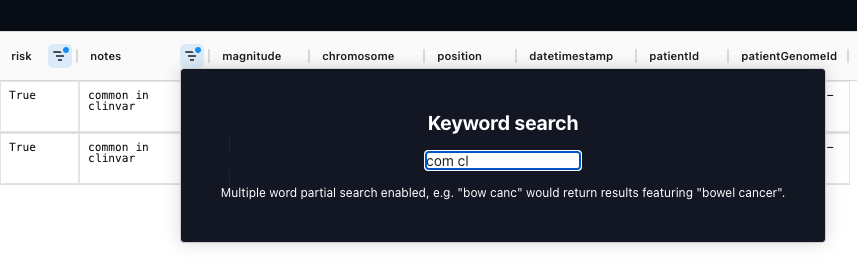 risk notes magnitude chromosome position datetimestamp patientId patientGenomeId
True common in clinvar –
True common in clinvar –
Keyword search
com cl
Multiple word partial search enabled, e.g. "bow canc" would return results featuring "bowel cancer".